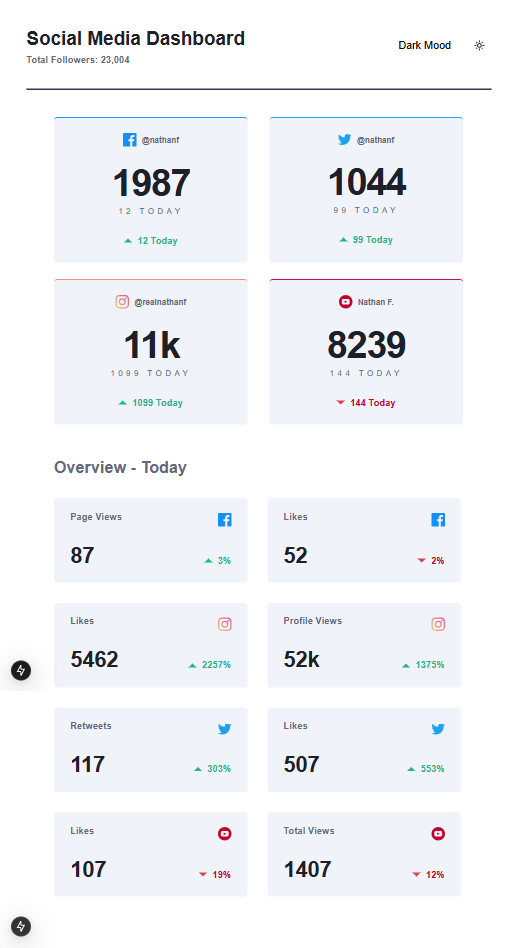 Social Media Dashboard
Total Followers: 23,004
Dark Mood
@nathanf
1987
12 TODAY
12 Today
@nathanf
1044
99 TODAY
99 Today
@realnathanf
11k
1099 TODAY
1099 Today
Nathan F.
8239
144 TODAY
144 Today
Overview - Today
Page Views
87
3%
Likes
52
2%
Likes
5462
2257%
Profile Views
52k
1375%
Retweets
117
303%
Likes
507
553%
Likes
107
19%
Total Views
1407
12%